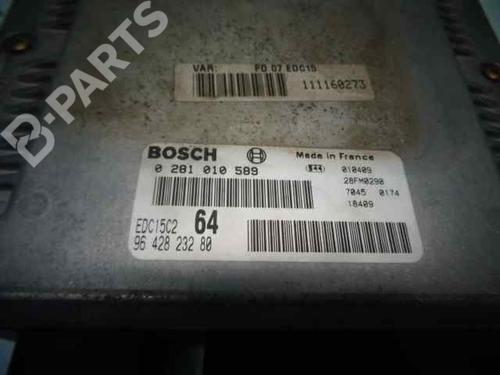 B-PARTS
VAR: FD 07 EDC15
111160273
BOSCH
Made in France
0 281 010 589
010409
28FM0290
7045 0174
18409
EDC15C2 64
96 428 232 80